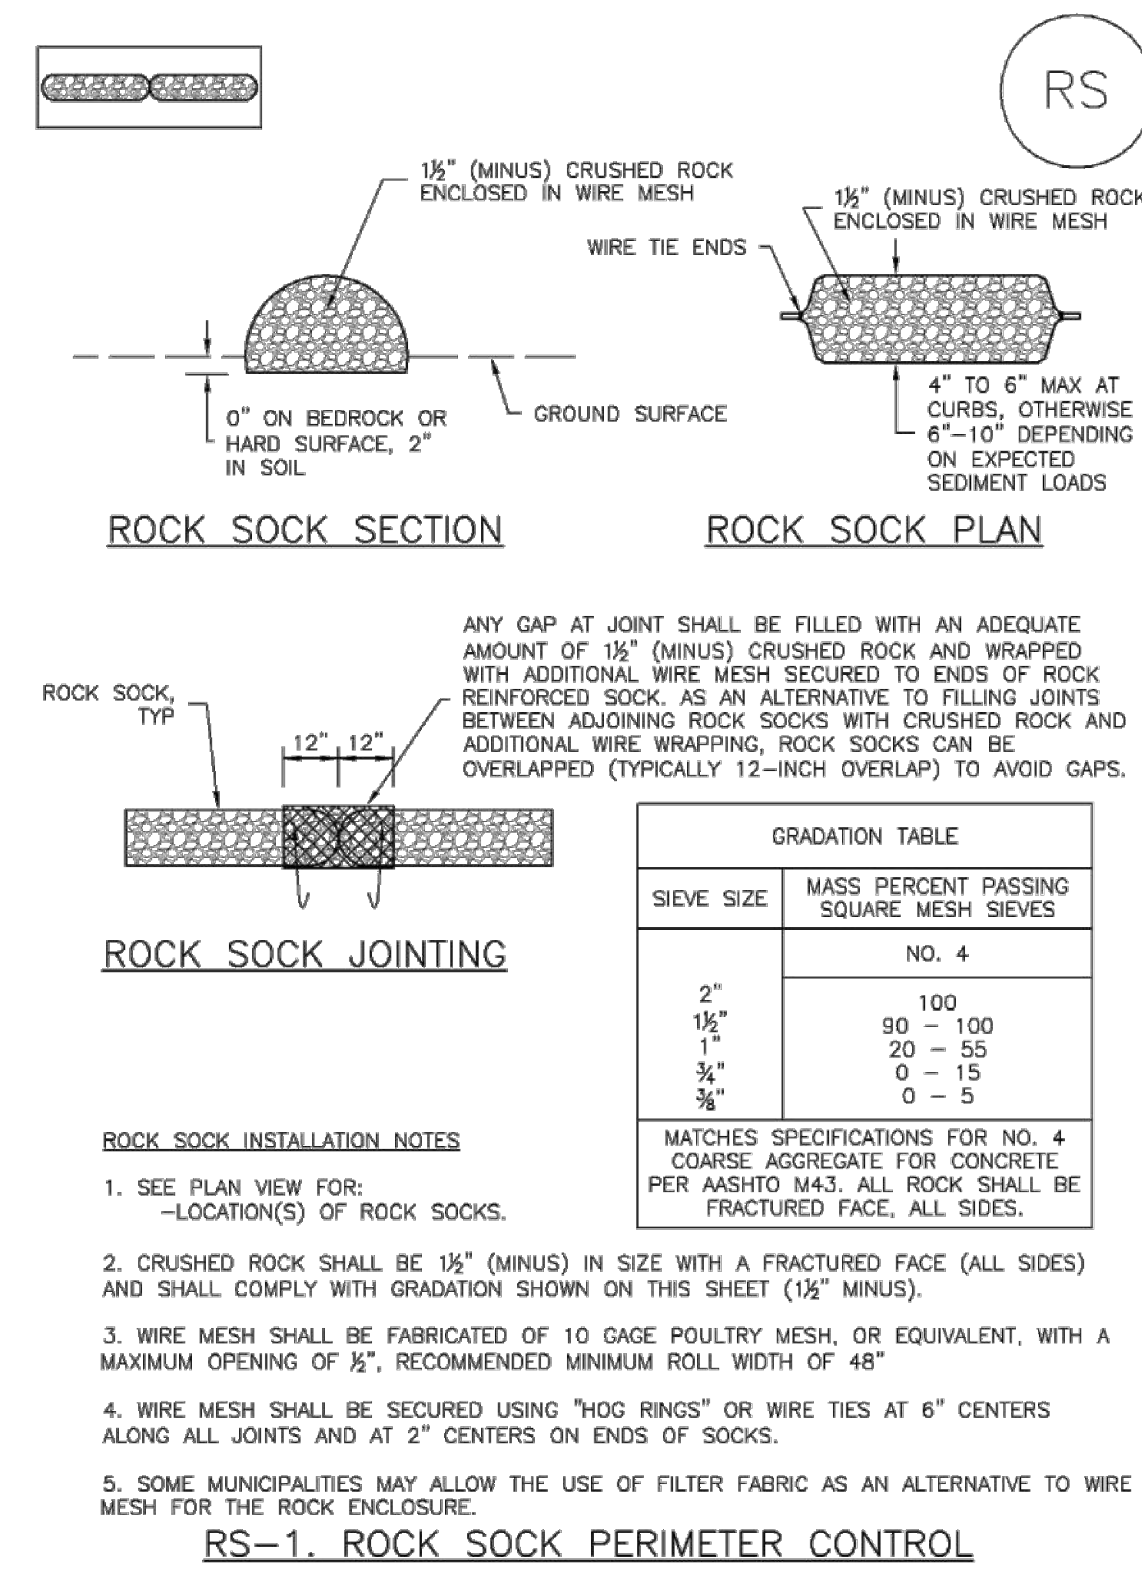 RS
1½" (MINUS) CRUSHED ROCK
ENCLOSED IN WIRE MESH
0" ON BEDROCK OR
HARD SURFACE, 2"
IN SOIL
GROUND SURFACE
ROCK SOCK SECTION
1½" (MINUS) CRUSHED ROCK
ENCLOSED IN WIRE MESH
WIRE TIE ENDS
4" TO 6" MAX AT
CURBS, OTHERWISE
6"-10" DEPENDING
ON EXPECTED
SEDIMENT LOADS
ROCK SOCK PLAN
ANY GAP AT JOINT SHALL BE FILLED WITH AN ADEQUATE
AMOUNT OF 1½" (MINUS) CRUSHED ROCK AND WRAPPED
WITH ADDITIONAL WIRE MESH SECURED TO ENDS OF ROCK
REINFORCED SOCK. AS AN ALTERNATIVE TO FILLING JOINTS
BETWEEN ADJOINING ROCK SOCKS WITH CRUSHED ROCK AND
ADDITIONAL WIRE WRAPPING, ROCK SOCKS CAN BE
OVERLAPPED (TYPICALLY 12-INCH OVERLAP) TO AVOID GAPS.
ROCK SOCK,
TYP
12" 12"
ROCK SOCK JOINTING
GRADATION TABLE
SIEVE SIZE
MASS PERCENT PASSING
SQUARE MESH SIEVES
NO. 4
2" 100
1½" 90 - 100
1" 20 - 55
¾" 0 - 15
⅜" 0 - 5
MATCHES SPECIFICATIONS FOR NO. 4
COARSE AGGREGATE FOR CONCRETE
PER AASHTO M43. ALL ROCK SHALL BE
FRACTURED FACE, ALL SIDES.
ROCK SOCK INSTALLATION NOTES
1. SEE PLAN VIEW FOR:
-LOCATION(S) OF ROCK SOCKS.
2. CRUSHED ROCK SHALL BE 1½" (MINUS) IN SIZE WITH A FRACTURED FACE (ALL SIDES)
AND SHALL COMPLY WITH GRADATION SHOWN ON THIS SHEET (1½" MINUS).
3. WIRE MESH SHALL BE FABRICATED OF 10 GAGE POULTRY MESH, OR EQUIVALENT, WITH A
MAXIMUM OPENING OF ½", RECOMMENDED MINIMUM ROLL WIDTH OF 48"
4. WIRE MESH SHALL BE SECURED USING "HOG RINGS" OR WIRE TIES AT 6" CENTERS
ALONG ALL JOINTS AND AT 2" CENTERS ON ENDS OF SOCKS.
5. SOME MUNICIPALITIES MAY ALLOW THE USE OF FILTER FABRIC AS AN ALTERNATIVE TO WIRE
MESH FOR THE ROCK ENCLOSURE.
RS-1. ROCK SOCK PERIMETER CONTROL